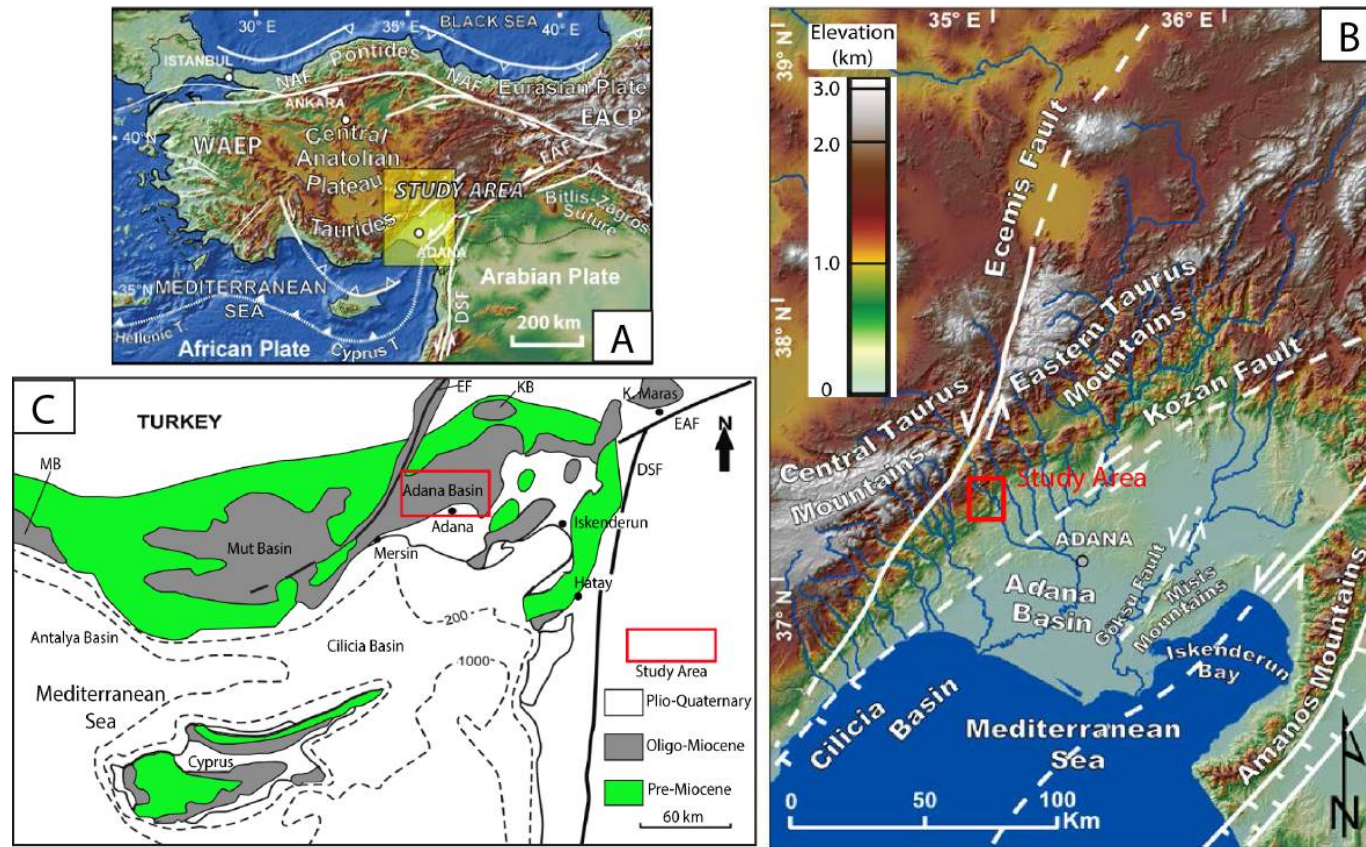 30° E
35° E
40° E
BLACK SEA
ISTANBUL
Pontides
NAF
NAF
Eurasian Plate
ANKARA
EACP
40°N
WAEP
Central
Anatolian
Plateau
EAF
STUDY AREA
Bitlis-Zagros
Suture
Taurides
ADANA
Arabian Plate
35°N
MEDITERRANEAN
SEA
DSF
200 km
Hellenic T.
Cyprus T.
African Plate
A
35° E
36° E
B
Elevation
(km)
3.0
2.0
1.0
0
39° N
38° N
37° N
Ecemis Fault
Eastern Taurus
Mountains
Central Taurus
Mountains
Kozan Fault
Study Area
ADANA
Adana
Basin
Göksu Fault
Misis
Mountains
Iskenderun
Bay
Amanos Mountains
Cilicia
Basin
Mediterranean
Sea
0
50
100
Km
N
C
TURKEY
EF
KB
K. Maras
EAF
N
MB
DSF
Adana Basin
Adana
Iskenderun
Mut Basin
Mersin
Hatay
Antalya Basin
Cilicia Basin
200
1000
Mediterranean
Sea
Cyprus
Study Area
Plio-Quaternary
Oligo-Miocene
Pre-Miocene
60 km